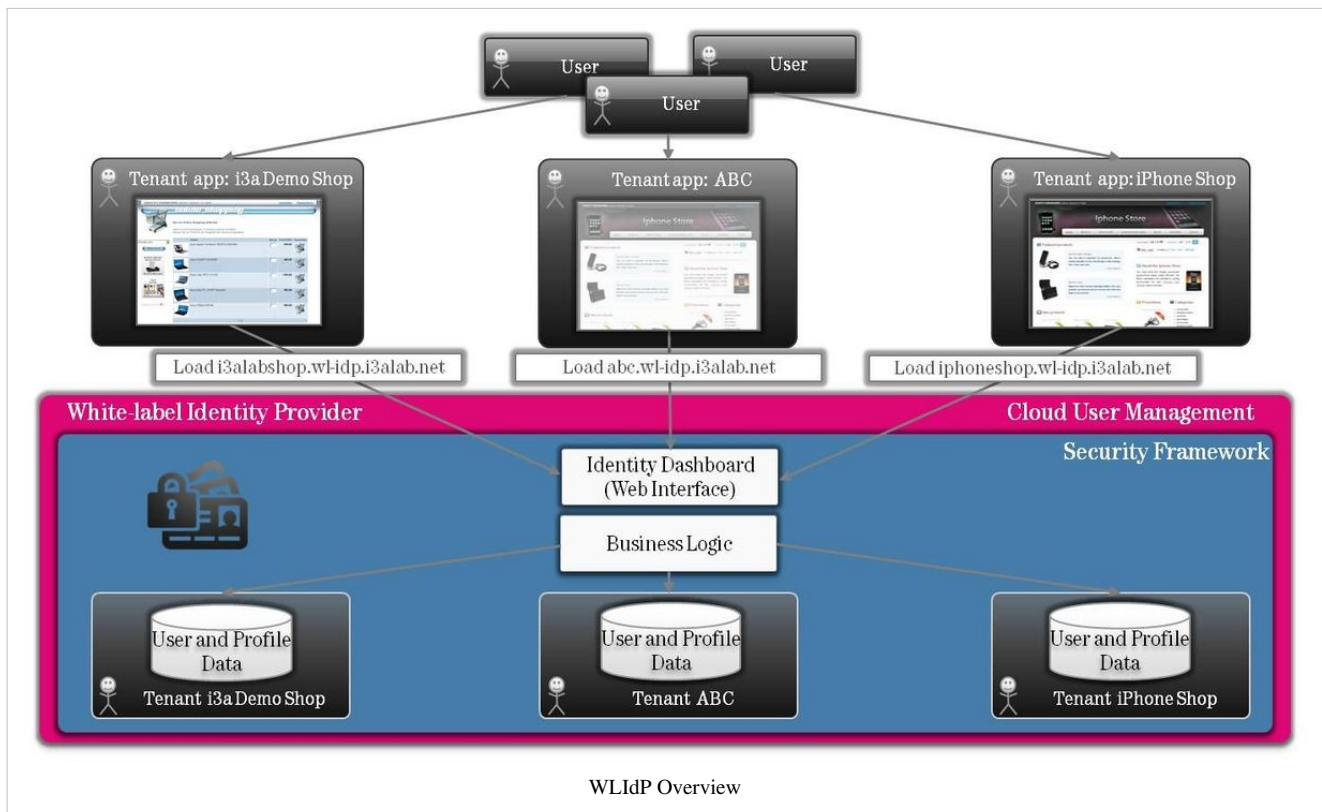 User
User
User
Tenant app: i3a Demo Shop
Tenant app: ABC
Tenant app: iPhone Shop
Iphone Store
Iphone Store
Load i3alabshop.wl-idp.i3alab.net
Load abc.wl-idp.i3alab.net
Load iphoneshop.wl-idp.i3alab.net
White-label Identity Provider
Cloud User Management
Security Framework
Identity Dashboard
(Web Interface)
Business Logic
User and Profile
Data
Tenant i3a Demo Shop
User and Profile
Data
Tenant ABC
User and Profile
Data
Tenant iPhone Shop
WLIdP Overview